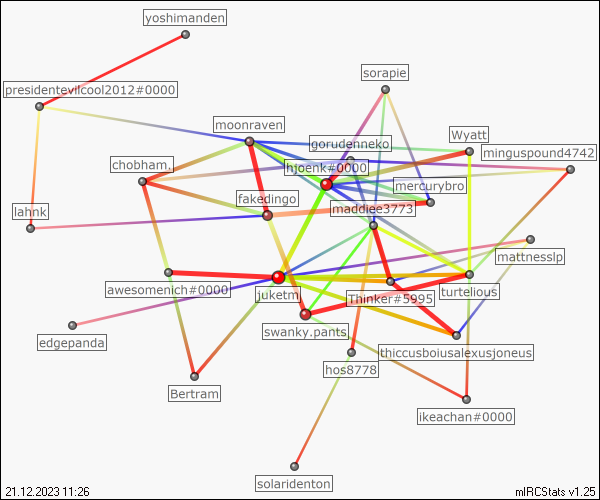 yoshimanden
sorapie
presidentevilcool2012#0000
moonraven
gorudenneko
Wyatt
minguspound4742
chobham.
hjoenk#0000
mercurybro
fakedingo
maddiee3773
lahnk
mattnesslp
awesomenich#0000
juketm
Thinker#5995
turtelious
swanky.pants
edgepanda
thiccusboiusalexusjoneus
hos8778
Bertram
ikeachan#0000
solaridenton
21.12.2023 11:26
mIRCStats v1.25